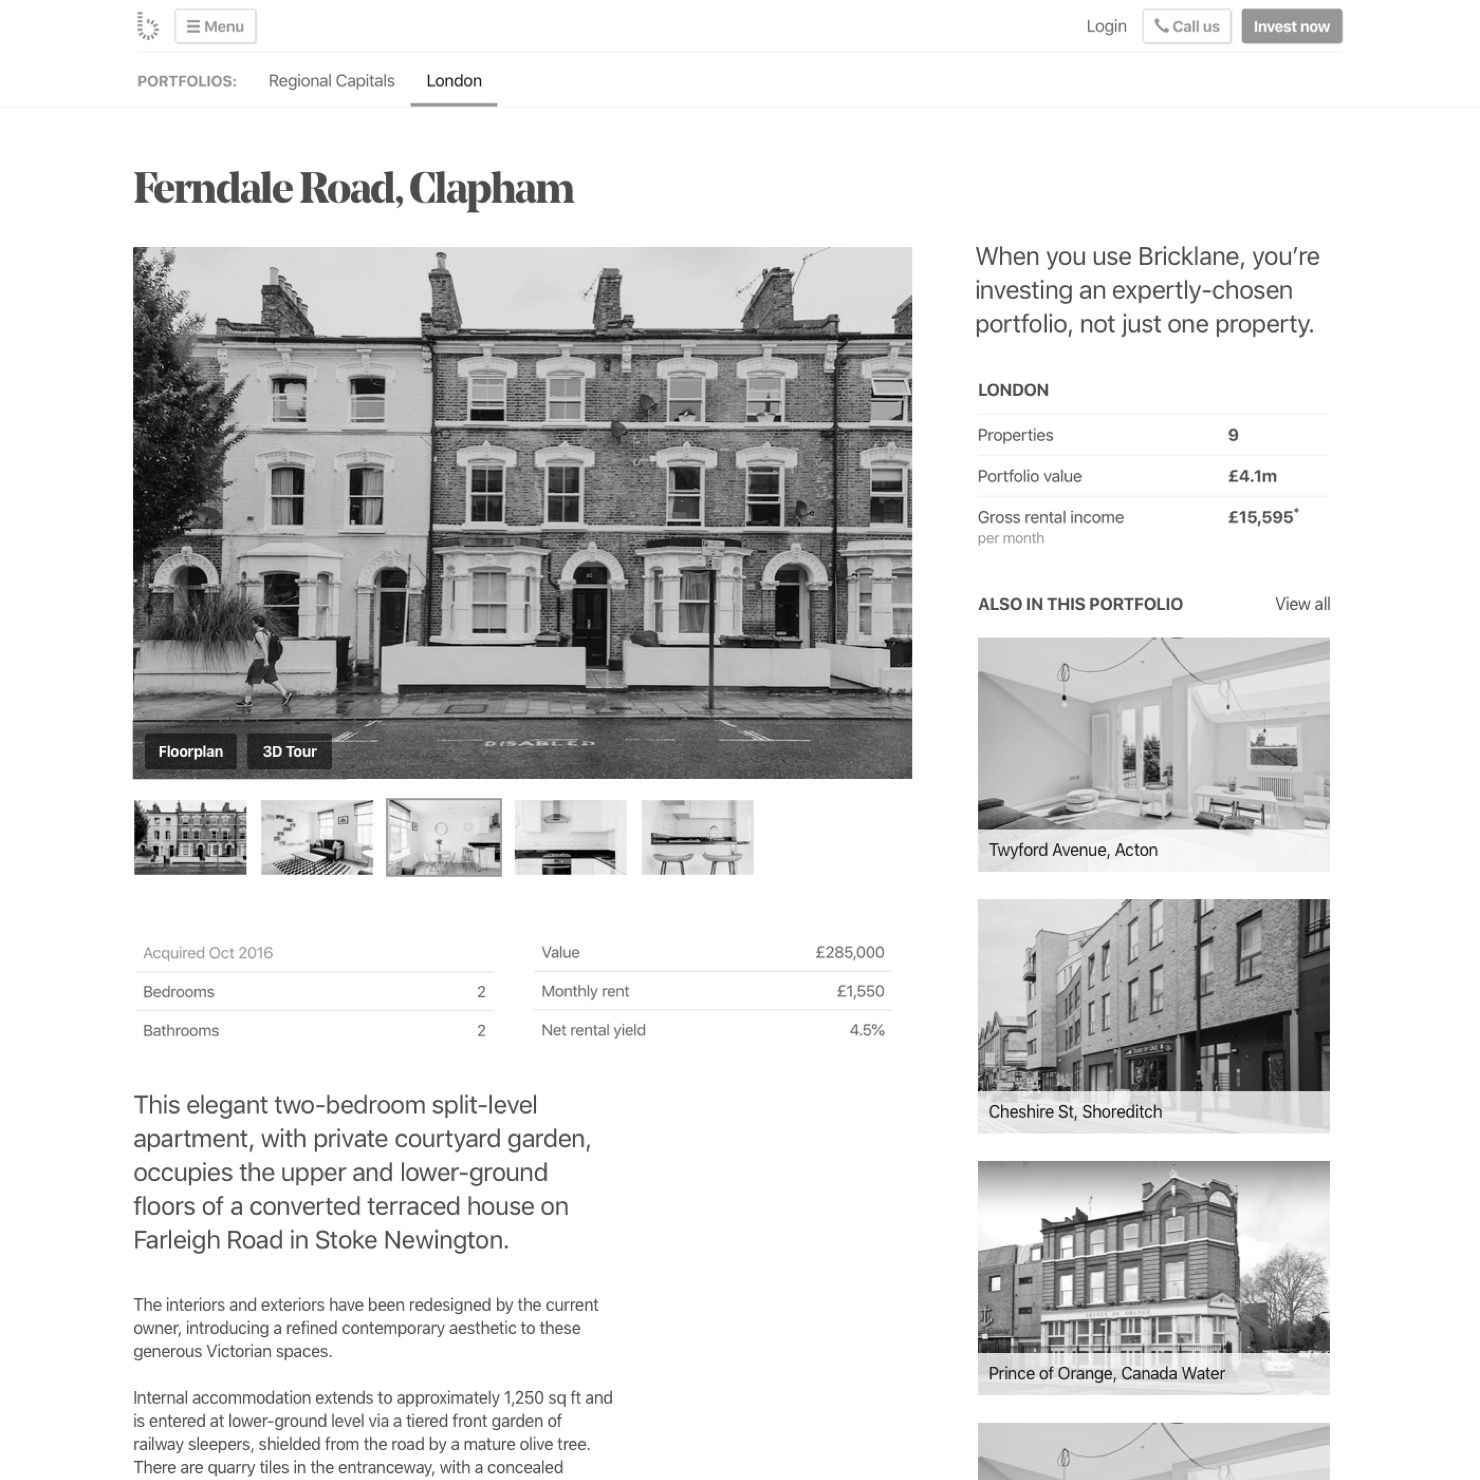 Menu
Login
Call us
Invest now
PORTFOLIOS:
Regional Capitals
London
Ferndale Road, Clapham
DISABLED
Floorplan
3D Tour
Acquired Oct 2016
Bedrooms 2
Bathrooms 2
Value £285,000
Monthly rent £1,550
Net rental yield 4.5%
This elegant two-bedroom split-level
apartment, with private courtyard garden,
occupies the upper and lower-ground
floors of a converted terraced house on
Farleigh Road in Stoke Newington.
The interiors and exteriors have been redesigned by the current
owner, introducing a refined contemporary aesthetic to these
generous Victorian spaces.
Internal accommodation extends to approximately 1,250 sq ft and
is entered at lower-ground level via a tiered front garden of
railway sleepers, shielded from the road by a mature olive tree.
There are quarry tiles in the entranceway, with a concealed
When you use Bricklane, you’re
investing an expertly-chosen
portfolio, not just one property.
LONDON
Properties 9
Portfolio value £4.1m
Gross rental income £15,595*
per month
ALSO IN THIS PORTFOLIO
View all
Twyford Avenue, Acton
Cheshire St, Shoreditch
PRINCE OF ORANGE
Prince of Orange, Canada Water